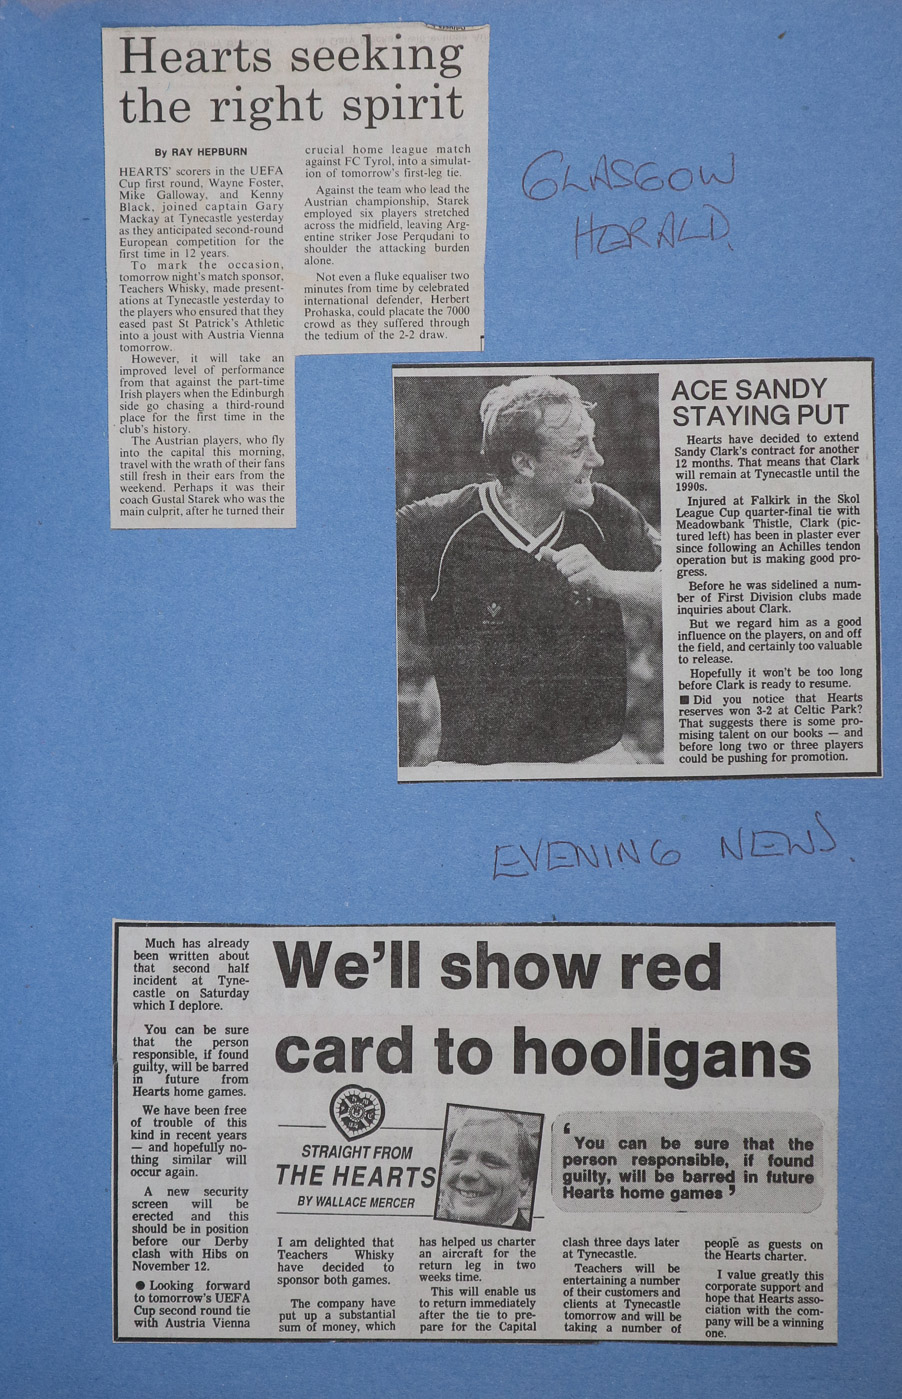 Hearts seeking
the right spirit
By RAY HEPBURN
HEARTS' scorers in the UEFA
Cup first round, Wayne Foster,
Mike Galloway, and Kenny
Black, joined captain Gary
Mackay at Tynecastle yesterday
as they anticipated second-round
European competition for the
first time in 12 years.
To mark the occasion,
tomorrow night's match sponsor,
Teachers Whisky, made present-
ations at Tynecastle yesterday to
the players who ensured that they
eased past St Patrick's Athletic
into a joust with Austria Vienna
tomorrow.
However, it will take an
improved level of performance
from that against the part-time
Irish players when the Edinburgh
side go chasing a third-round
place for the first time in the
club's history.
The Austrian players, who fly
into the capital this morning,
travel with the wrath of their fans
still fresh in their ears from the
weekend. Perhaps it was their
coach Gustal Starek who was the
main culprit, after he turned their
crucial home league match
against FC Tyrol, into a simulat-
ion of tomorrow's first-leg tie.
Against the team who lead the
Austrian championship, Starek
employed six players stretched
across the midfield, leaving Arg-
entine striker Jose Perqudani to
shoulder the attacking burden
alone.
Not even a fluke equaliser two
minutes from time by celebrated
international defender, Herbert
Prohaska, could placate the 7000
crowd as they suffered through
the tedium of the 2-2 draw.
GLASGOW
HERALD.
ACE SANDY
STAYING PUT
Hearts have decided to extend
Sandy Clark's contract for another
12 months. That means that Clark
will remain at Tynecastle until the
1990s.
Injured at Falkirk in the Skol
League Cup quarter-final tie with
Meadowbank Thistle, Clark (pic-
tured left) has been in plaster ever
since following an Achilles tendon
operation but is making good pro-
gress.
Before he was sidelined a num-
ber of First Division clubs made
inquiries about Clark.
But we regard him as a good
influence on the players, on and off
the field, and certainly too valuable
to release.
Hopefully it won't be too long
before Clark is ready to resume.
■ Did you notice that Hearts
reserves won 3-2 at Celtic Park?
That suggests there is some pro-
mising talent on our books — and
before long two or three players
could be pushing for promotion.
EVENING NEWS.
We'll show red
card to hooligans
Much has already
been written about
that second half
incident at Tyne-
castle on Saturday
which I deplore.
You can be sure
that the person
responsible, if found
guilty, will be barred
in future from
Hearts home games.
We have been free
of trouble of this
kind in recent years
— and hopefully no-
thing similar will
occur again.
A new security
screen will be
erected and this
should be in position
before our Derby
clash with Hibs on
November 12.
● Looking forward
to tomorrow's UEFA
Cup second round tie
with Austria Vienna
STRAIGHT FROM
THE HEARTS
BY WALLACE MERCER
‘You can be sure that the
person responsible, if found
guilty, will be barred in future
Hearts home games’
I am delighted that
Teachers Whisky
have decided to
sponsor both games.
The company have
put up a substantial
sum of money, which
has helped us charter
an aircraft for the
return leg in two
weeks time.
This will enable us
to return immediately
after the tie to pre-
pare for the Capital
clash three days later
at Tynecastle.
Teachers will be
entertaining a number
of their customers and
clients at Tynecastle
tomorrow and will be
taking a number of
people as guests on
the Hearts charter.
I value greatly this
corporate support and
hope that Hearts asso-
ciation with the com-
pany will be a winning
one.